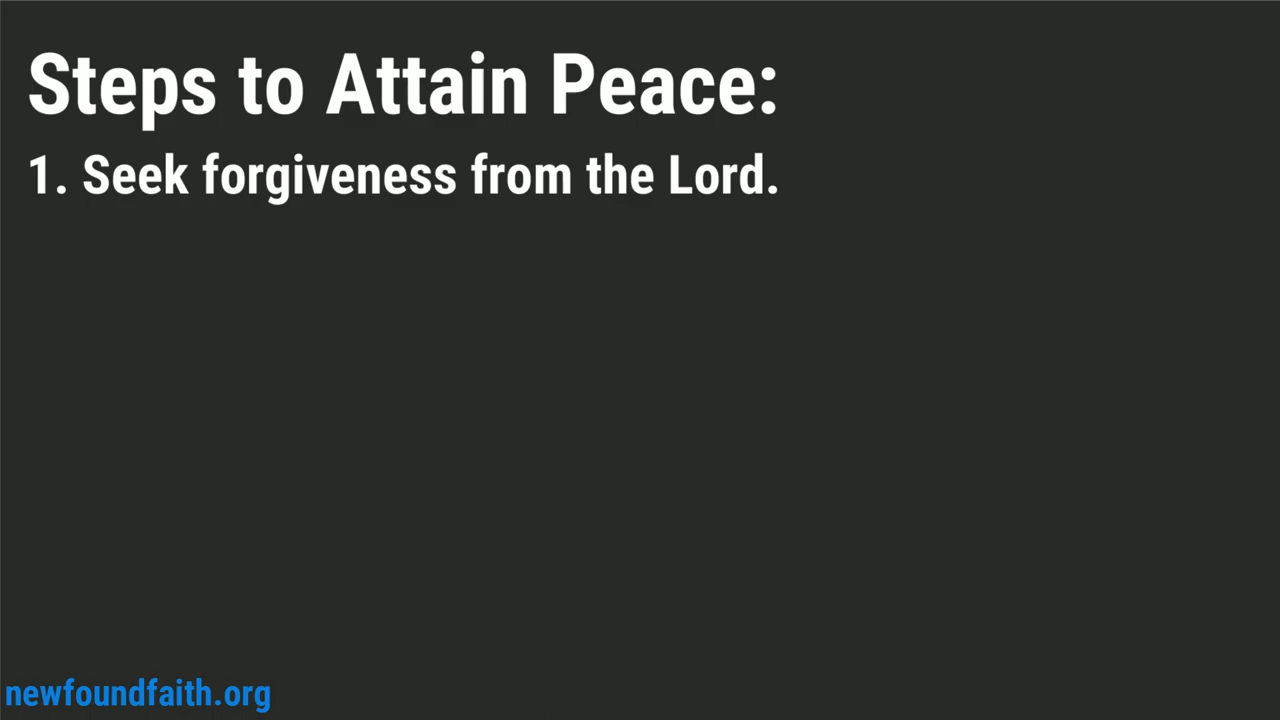 Steps to Attain Peace:
1. Seek forgiveness from the Lord.
newfoundfaith.org